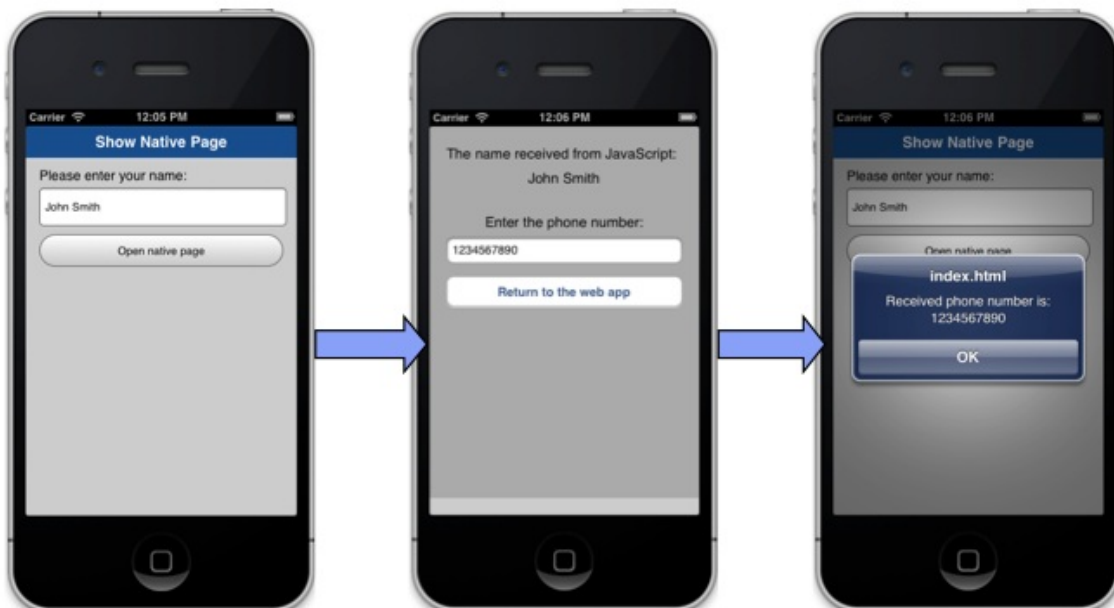 Carrier 12:05 PM
Show Native Page
Please enter your name:
John Smith
Open native page
Carrier 12:06 PM
The name received from JavaScript:
John Smith
Enter the phone number:
1234567890
Return to the web app
Carrier 12:06 PM
Show Native Page
Please enter your name:
John Smith
Open native page
index.html
Received phone number is:
1234567890
OK